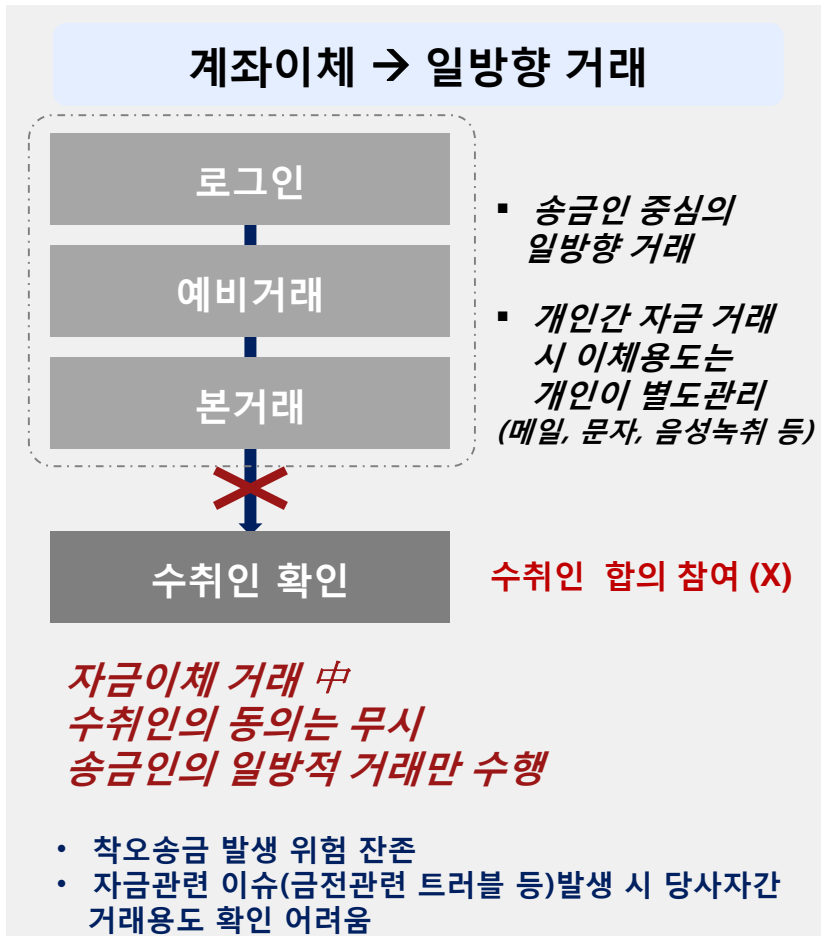 계좌이체 → 일방향 거래
로그인
예비거래
본거래
수취인 확인
▪ 송금인 중심의
일방향 거래
▪ 개인간 자금 거래
시 이체용도는
개인이 별도관리
(메일, 문자, 음성녹취 등)
수취인 합의 참여 (X)
자금이체 거래 中
수취인의 동의는 무시
송금인의 일방적 거래만 수행
• 착오송금 발생 위험 잔존
• 자금관련 이슈(금전관련 트러블 등)발생 시 당사자간
거래용도 확인 어려움